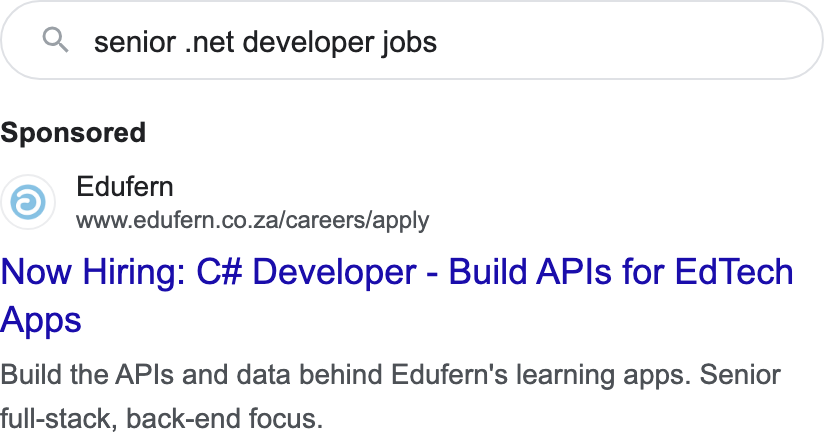 senior .net developer jobs
Sponsored
Edufern
www.edufern.co.za/careers/apply
Now Hiring: C# Developer - Build APIs for EdTech
Apps
Build the APIs and data behind Edufern's learning apps. Senior
full-stack, back-end focus.